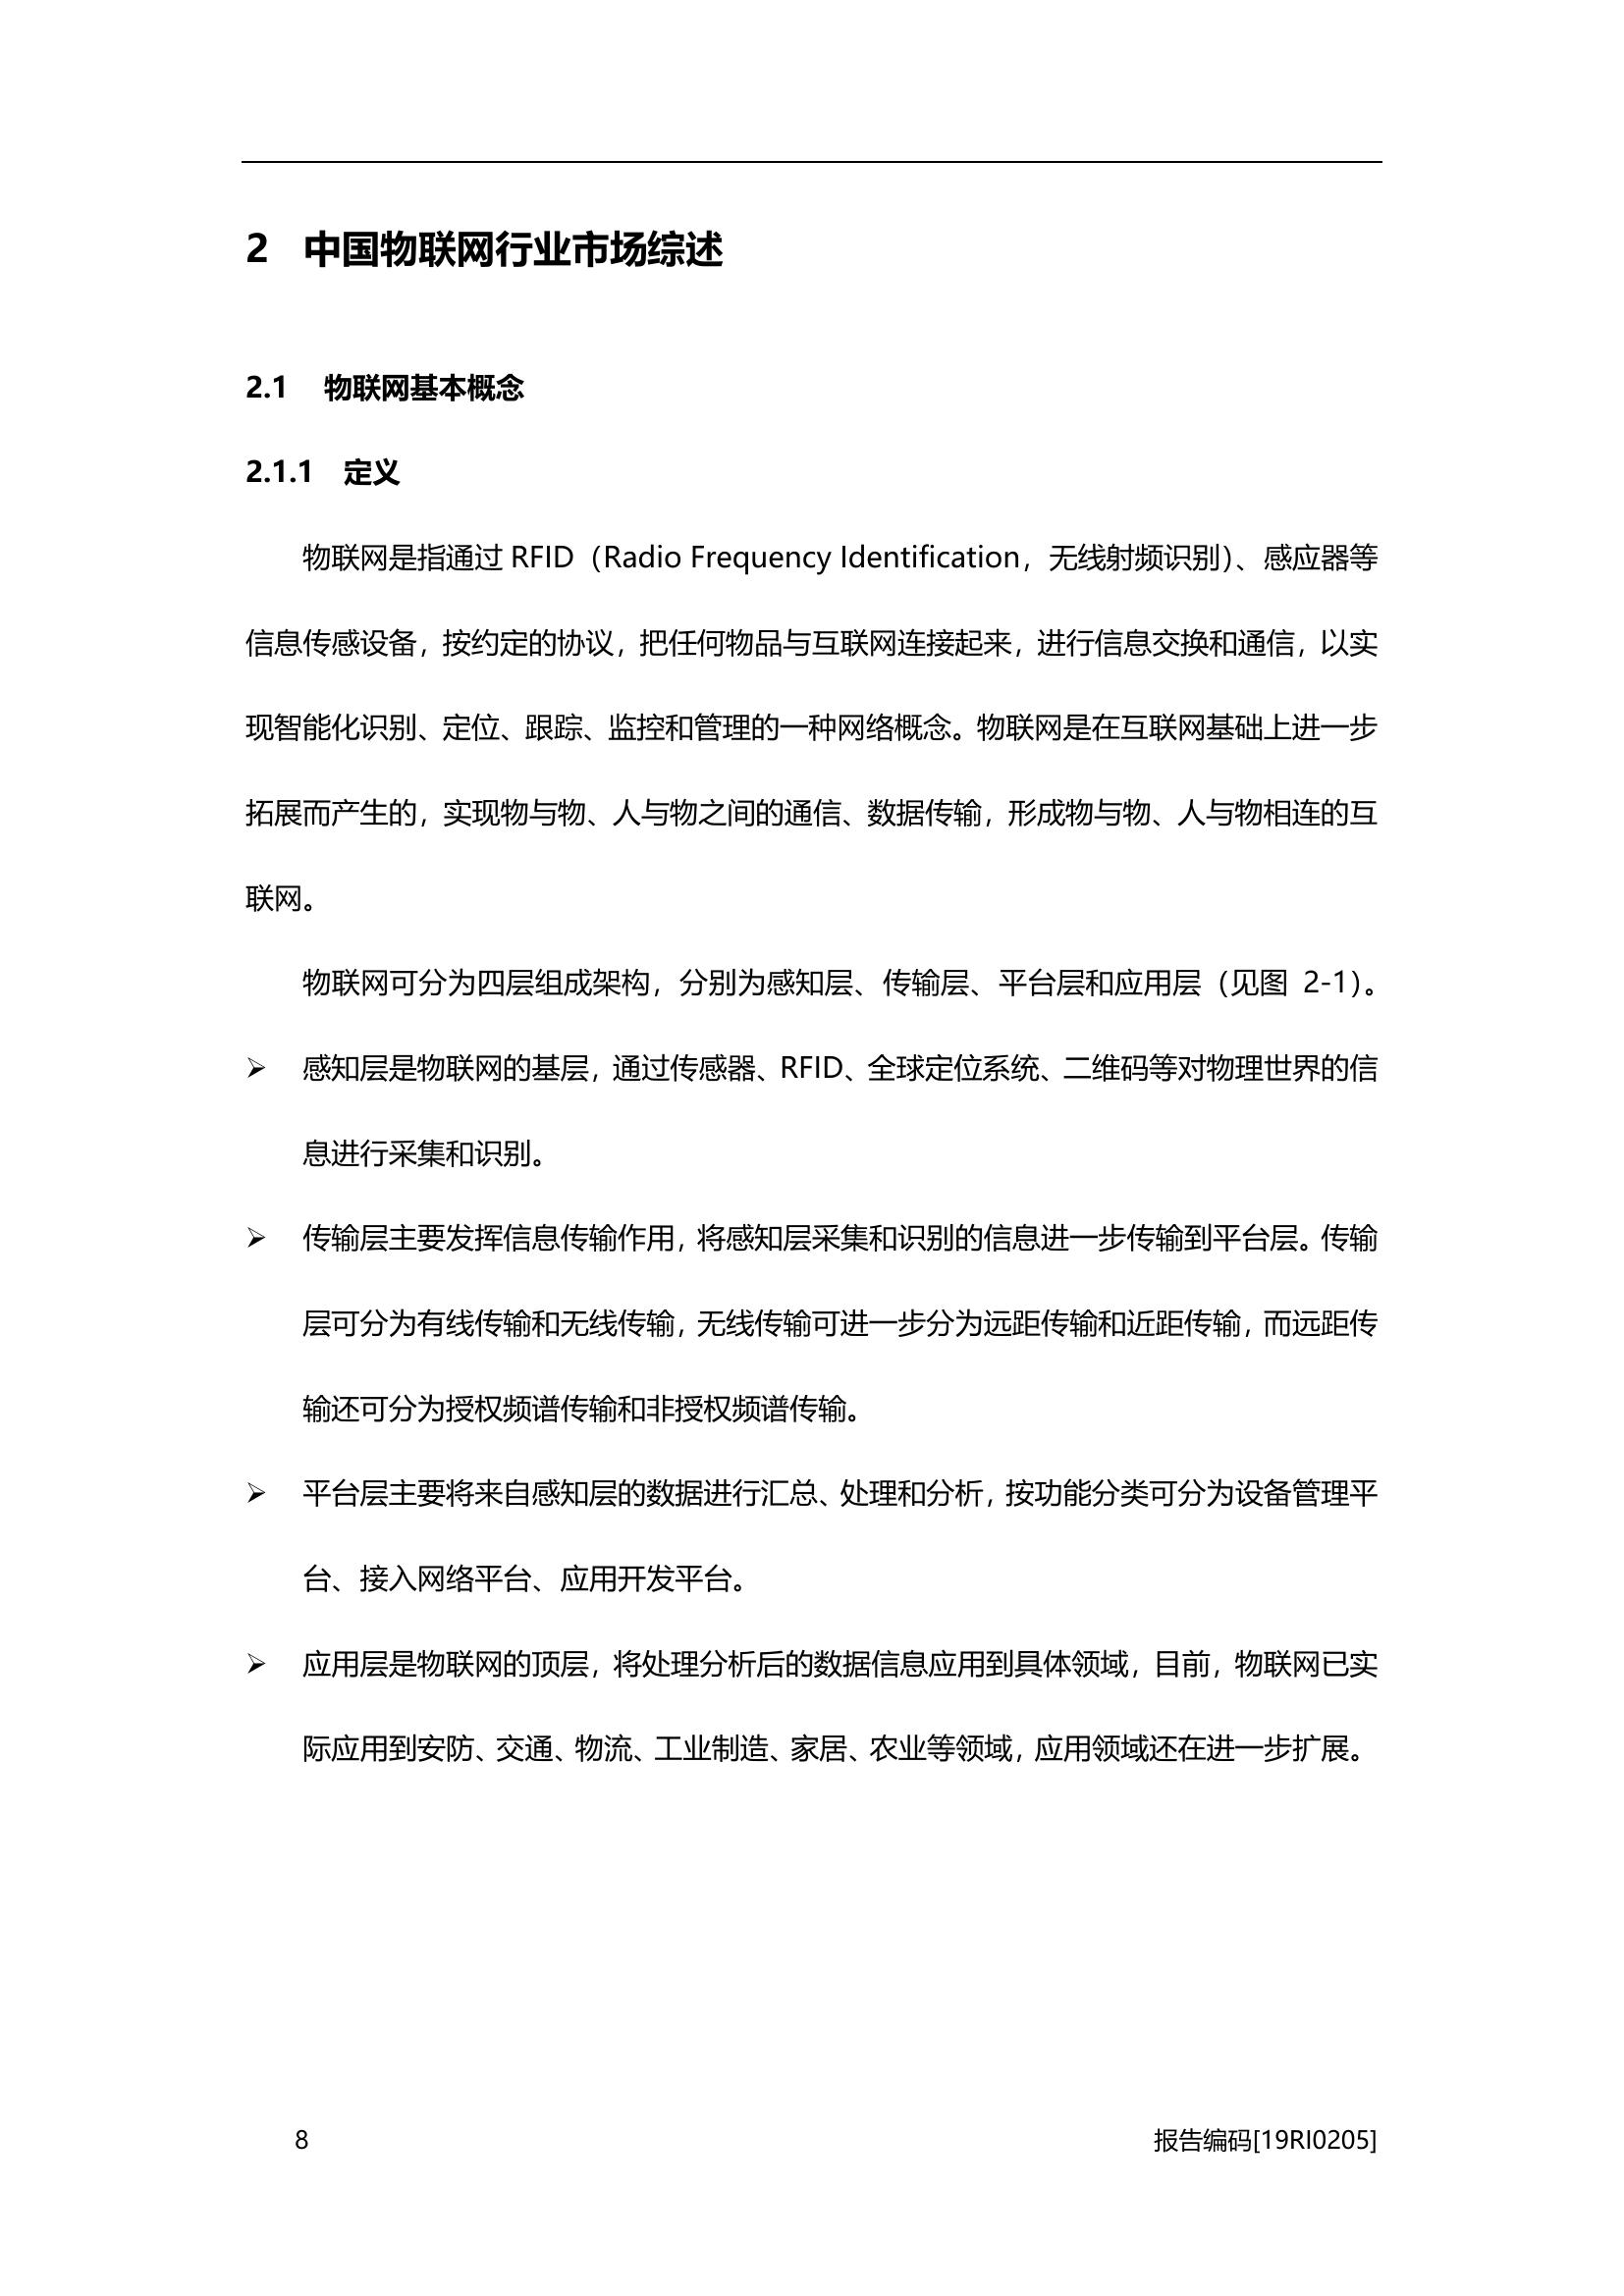 2 中国物联网行业市场综述
2.1 物联网基本概念
2.1.1 定义
物联网是指通过 RFID（Radio Frequency Identification，无线射频识别）、感应器等
信息传感设备，按约定的协议，把任何物品与互联网连接起来，进行信息交换和通信，以实
现智能化识别、定位、跟踪、监控和管理的一种网络概念。物联网是在互联网基础上进一步
拓展而产生的，实现物与物、人与物之间的通信、数据传输，形成物与物、人与物相连的互
联网。
物联网可分为四层组成架构，分别为感知层、传输层、平台层和应用层（见图 2-1）。
➢ 感知层是物联网的基层，通过传感器、RFID、全球定位系统、二维码等对物理世界的信
息进行采集和识别。
➢ 传输层主要发挥信息传输作用，将感知层采集和识别的信息进一步传输到平台层。传输
层可分为有线传输和无线传输，无线传输可进一步分为远距传输和近距传输，而远距传
输还可分为授权频谱传输和非授权频谱传输。
➢ 平台层主要将来自感知层的数据进行汇总、处理和分析，按功能分类可分为设备管理平
台、接入网络平台、应用开发平台。
➢ 应用层是物联网的顶层，将处理分析后的数据信息应用到具体领域，目前，物联网已实
际应用到安防、交通、物流、工业制造、家居、农业等领域，应用领域还在进一步扩展。
8 报告编码[19RI0205]